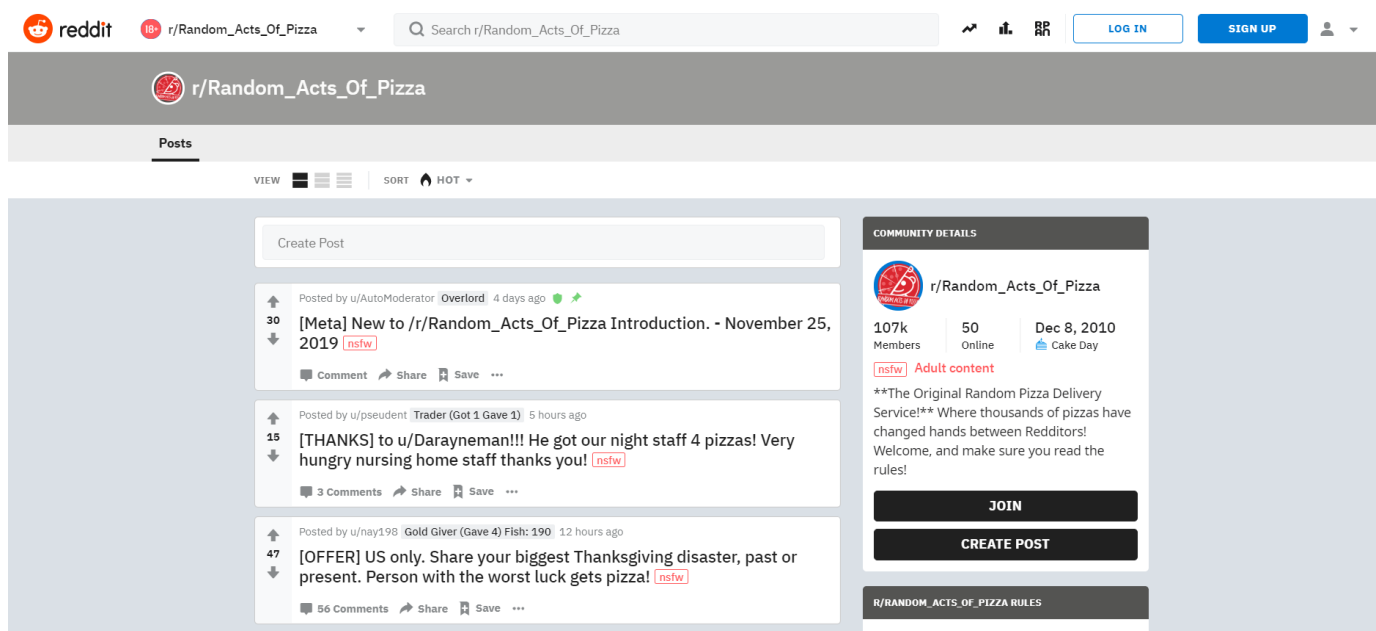 reddit
18+ r/Random_Acts_Of_Pizza
Search r/Random_Acts_Of_Pizza
LOG IN
SIGN UP
r/Random_Acts_Of_Pizza
Posts
VIEW
SORT HOT
Create Post
Posted by u/AutoModerator Overlord 4 days ago
30
[Meta] New to /r/Random_Acts_Of_Pizza Introduction. - November 25,
2019 nsfw
Comment Share Save ...
Posted by u/pseudent Trader (Got 1 Gave 1) 5 hours ago
15
[THANKS] to u/Darayneman!!! He got our night staff 4 pizzas! Very
hungry nursing home staff thanks you! nsfw
3 Comments Share Save ...
Posted by u/nay198 Gold Giver (Gave 4) Fish: 190 12 hours ago
47
[OFFER] US only. Share your biggest Thanksgiving disaster, past or
present. Person with the worst luck gets pizza! nsfw
56 Comments Share Save ...
COMMUNITY DETAILS
r/Random_Acts_Of_Pizza
107k 50 Dec 8, 2010
Members Online Cake Day
nsfw Adult content
**The Original Random Pizza Delivery
Service!** Where thousands of pizzas have
changed hands between Redditors!
Welcome, and make sure you read the
rules!
JOIN
CREATE POST
R/RANDOM_ACTS_OF_PIZZA RULES